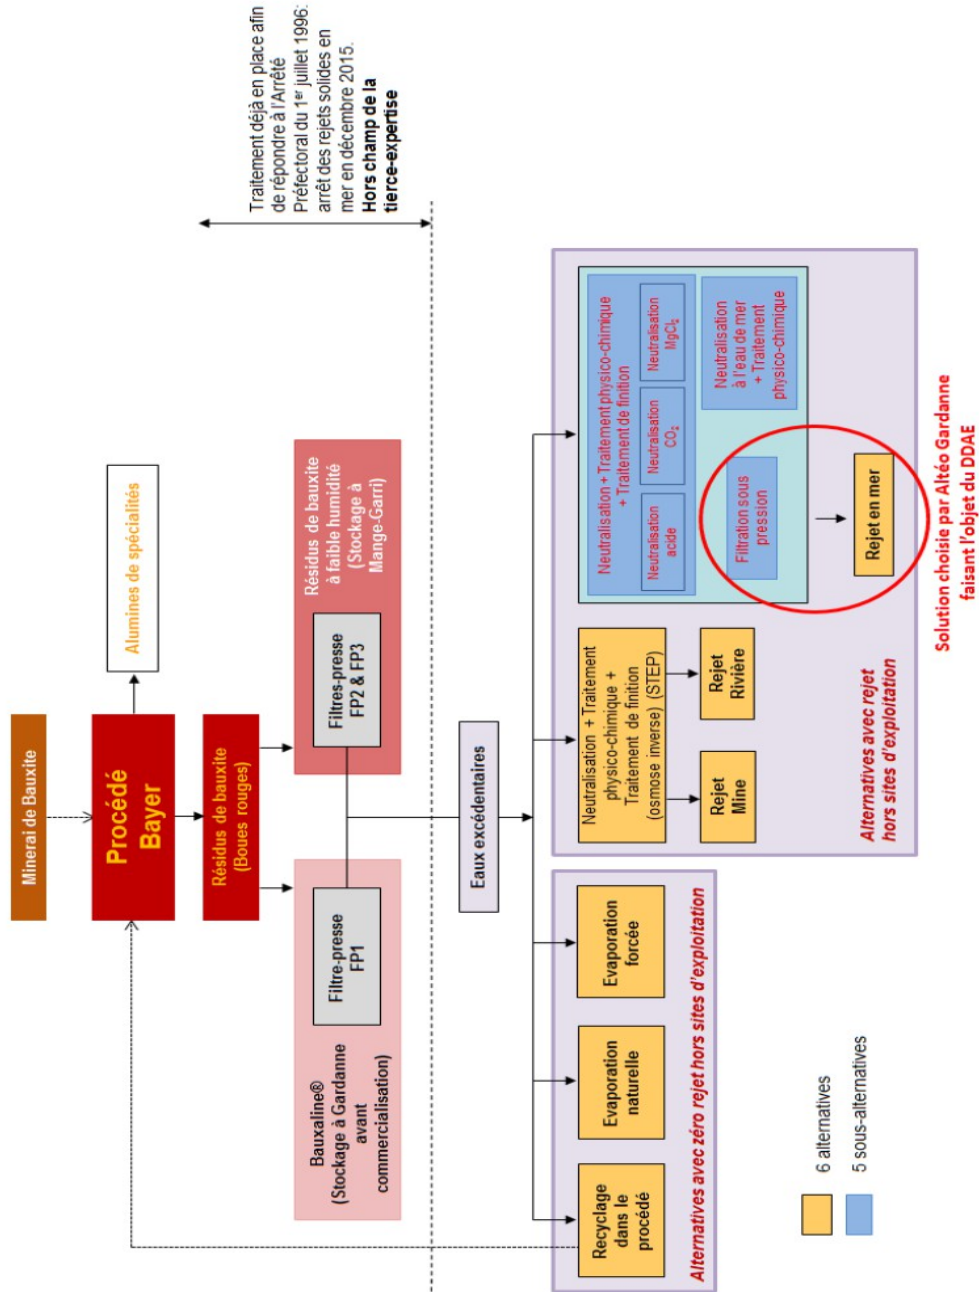 Minerai de Bauxite
Procédé
Bayer
Alumines de spécialités
Résidus de bauxite
(Boues rouges)
Bauxaline®
(Stockage à Gardanne
avant
commercialisation)
Filtre-presse
FP1
Filtres-presse
FP2 & FP3
Résidus de bauxite
à faible humidité
(Stockage à
Mange-Garri)
Traitement déjà en place afin
de répondre à l'Arrêté
Préfectoral du 1er juillet 1996:
arrêt des rejets solides en
mer en décembre 2015.
Hors champ de la
tierce-expertise
Eaux excédentaires
Recyclage
dans le
procédé
Evaporation
naturelle
Evaporation
forcée
Alternatives avec zéro rejet hors sites d'exploitation
Neutralisation + Traitement
physico-chimique +
Traitement de finition
(osmose inverse) (STEP)
Rejet
Mine
Rejet
Rivière
Neutralisation + Traitement physico-chimique
+ Traitement de finition
Neutralisation
acide
Neutralisation
CO₂
Neutralisation
MgCl₂
Filtration sous
pression
Neutralisation
à l'eau de mer
+ Traitement
physico-chimique
Rejet en mer
Alternatives avec rejet
hors sites d'exploitation
Solution choisie par Altéo Gardanne
faisant l'objet du DDAE
6 alternatives
5 sous-alternatives